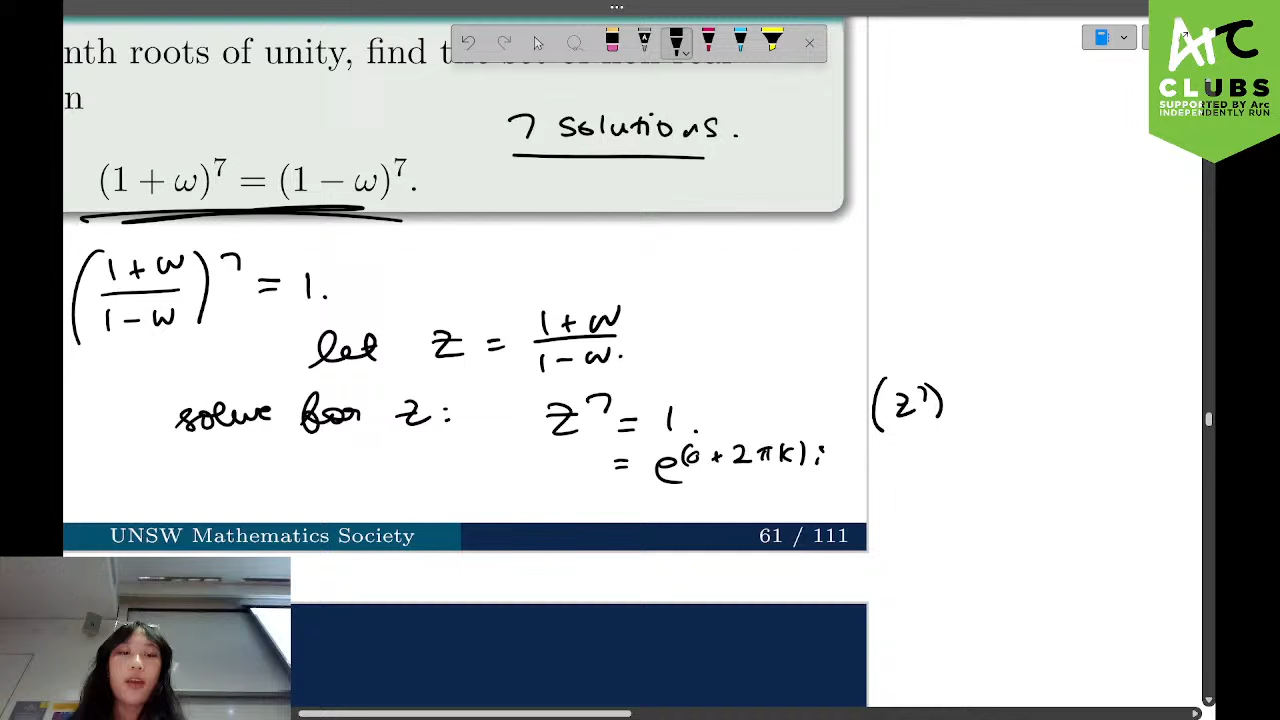 nth roots of unity, find t
n
7 solutions.
(1 + ω)^7 = (1 − ω)^7.
((1+ω)/(1−ω))^7 = 1.
let z = (1+ω)/(1−ω).
solve for z: z^7 = 1. (z^7)
= e^(0 + 2πk)i
UNSW Mathematics Society 61 / 111
Arc
CLUBS
SUPPORTED BY Arc
INDEPENDENTLY RUN